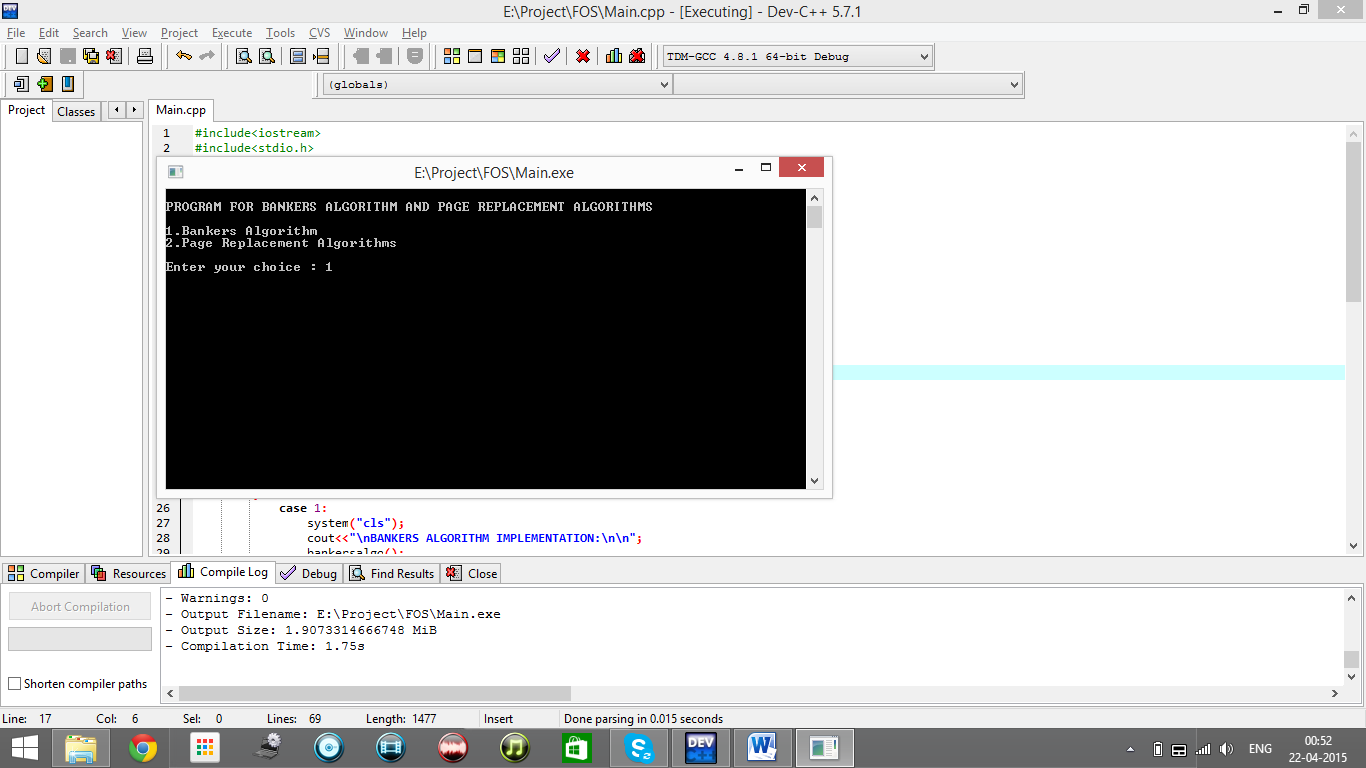 E:\Project\FOS\Main.cpp - [Executing] - Dev-C++ 5.7.1
File Edit Search View Project Execute Tools CVS Window Help
TDM-GCC 4.8.1 64-bit Debug
(globals)
Project Classes
Main.cpp
1 #include<iostream>
2 #include<stdio.h>
E:\Project\FOS\Main.exe
PROGRAM FOR BANKERS ALGORITHM AND PAGE REPLACEMENT ALGORITHMS
1.Bankers Algorithm
2.Page Replacement Algorithms
Enter your choice : 1
26 case 1:
27 system("cls");
28 cout<<"\nBANKERS ALGORITHM IMPLEMENTATION:\n\n";
29 bankersalgo();
Compiler Resources Compile Log Debug Find Results Close
Abort Compilation
Shorten compiler paths
- Warnings: 0
- Output Filename: E:\Project\FOS\Main.exe
- Output Size: 1.9073314666748 MiB
- Compilation Time: 1.75s
Line: 17 Col: 6 Sel: 0 Lines: 69 Length: 1477 Insert Done parsing in 0.015 seconds
DEV C++
ENG
00:52
22-04-2015